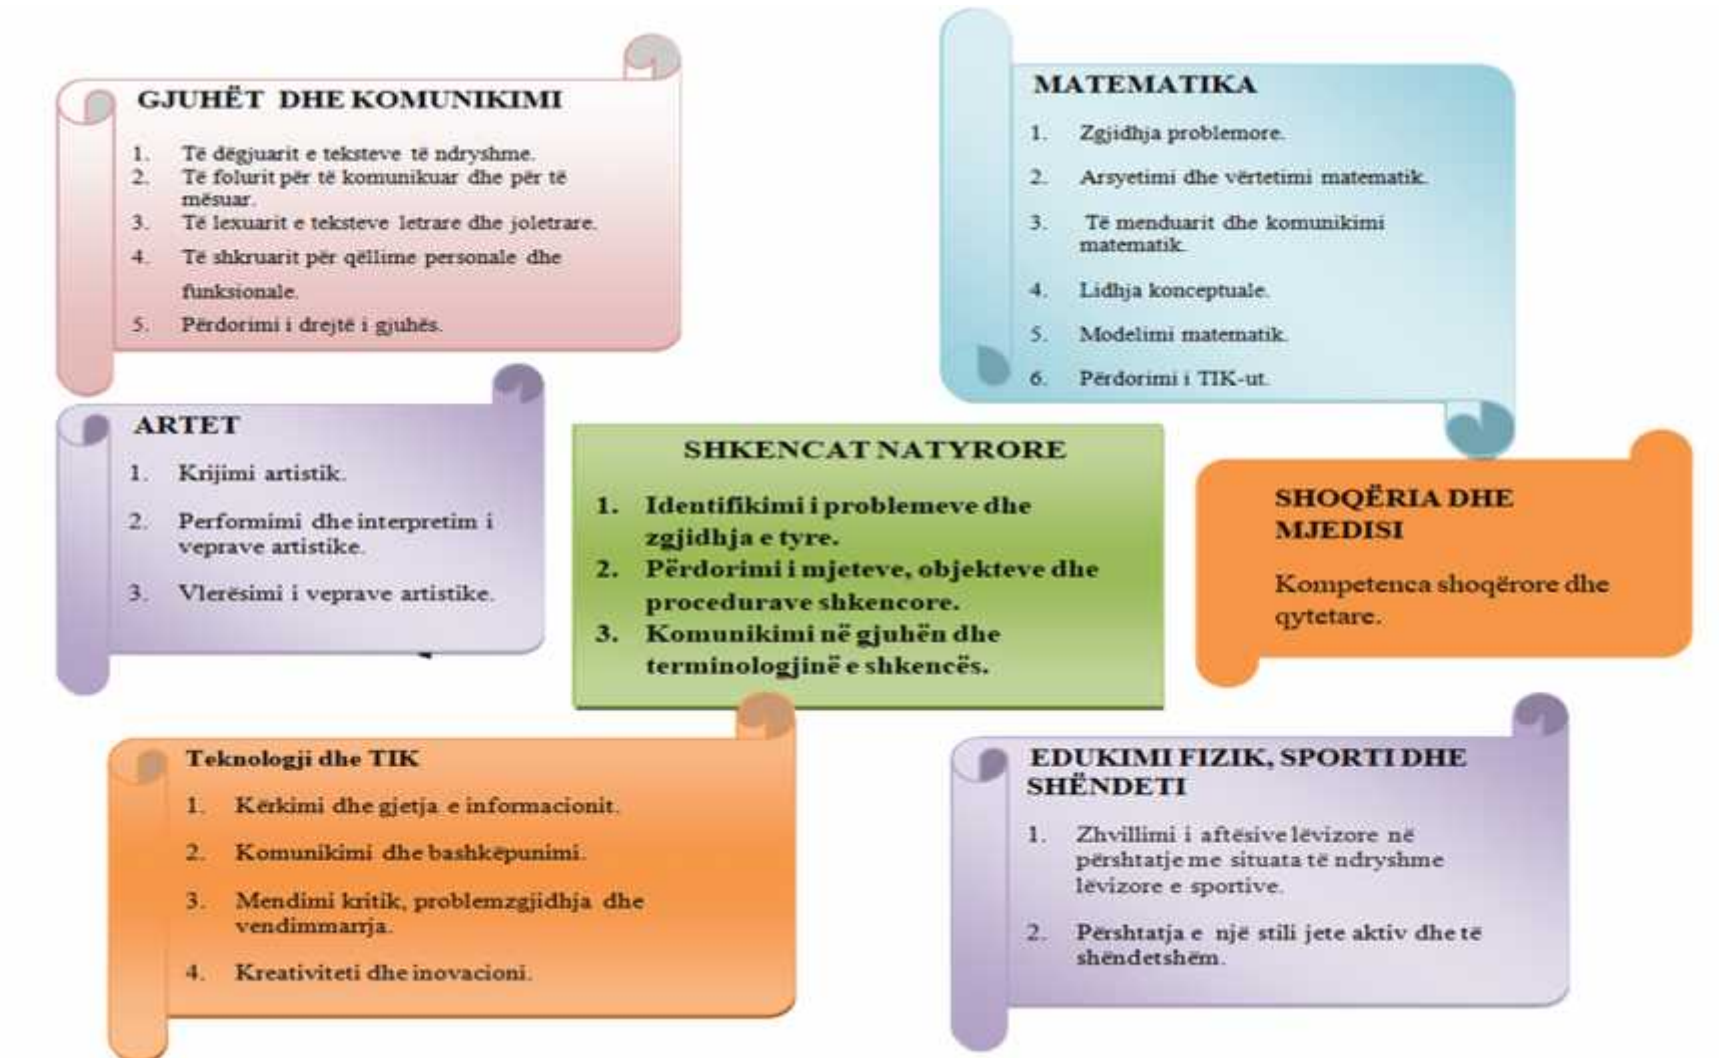 GJUHËT DHE KOMUNIKIMI
1. Të dëgjuarit e teksteve të ndryshme.
2. Të folurit për të komunikuar dhe për të
mësuar.
3. Të lexuarit e teksteve letrare dhe joletrare.
4. Të shkruarit për qëllime personale dhe
funksionale.
5. Përdorimi i drejtë i gjuhës.
MATEMATIKA
1. Zgjidhja problemore.
2. Arsyetimi dhe vërtetimi matematik.
3. Të menduarit dhe komunikimi
matematik.
4. Lidhja konceptuale.
5. Modelimi matematik.
6. Përdorimi i TIK-ut.
ARTET
1. Krijimi artistik.
2. Performimi dhe interpretim i
veprave artistike.
3. Vlerësimi i veprave artistike.
SHKENCAT NATYRORE
1. Identifikimi i problemeve dhe
zgjidhja e tyre.
2. Përdorimi i mjeteve, objekteve dhe
procedurave shkencore.
3. Komunikimi në gjuhën dhe
terminologjinë e shkencës.
SHOQËRIA DHE
MJEDISI
Kompetenca shoqërore dhe
qytetare.
Teknologji dhe TIK
1. Kërkimi dhe gjetja e informacionit.
2. Komunikimi dhe bashkëpunimi.
3. Mendimi kritik, problemzgjidhja dhe
vendimmarrja.
4. Kreativiteti dhe inovacioni.
EDUKIMI FIZIK, SPORTI DHE
SHËNDETI
1. Zhvillimi i aftësive lëvizore në
përshtatje me situata të ndryshme
lëvizore e sportive.
2. Përshtatja e një stili jete aktiv dhe të
shëndetshëm.